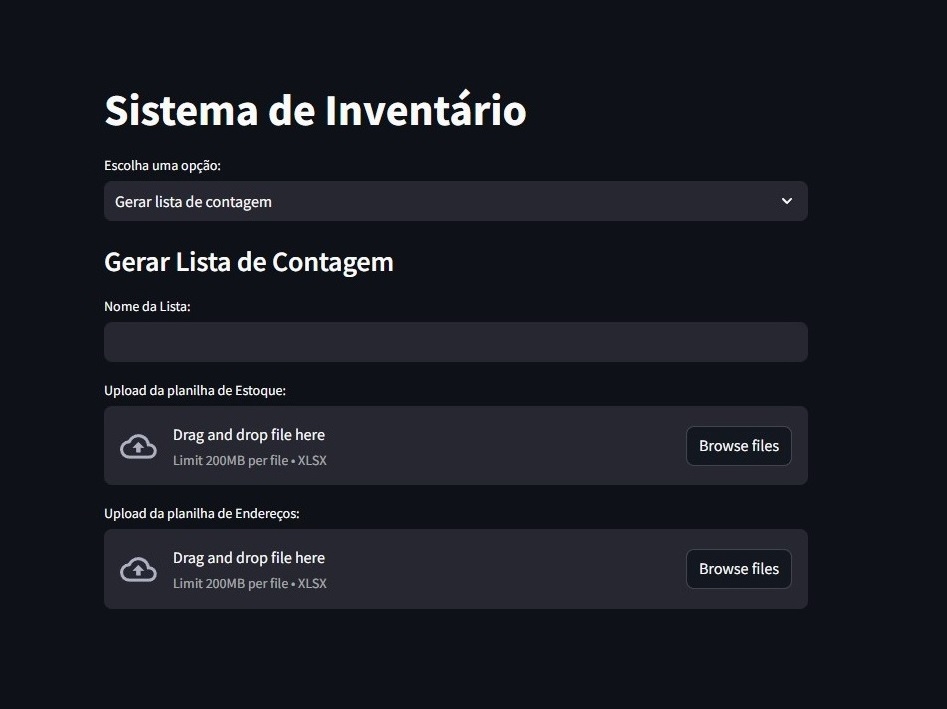 Sistema de Inventário
Escolha uma opção:
Gerar lista de contagem
Gerar Lista de Contagem
Nome da Lista:
Upload da planilha de Estoque:
Drag and drop file here
Limit 200MB per file • XLSX
Browse files
Upload da planilha de Endereços:
Drag and drop file here
Limit 200MB per file • XLSX
Browse files